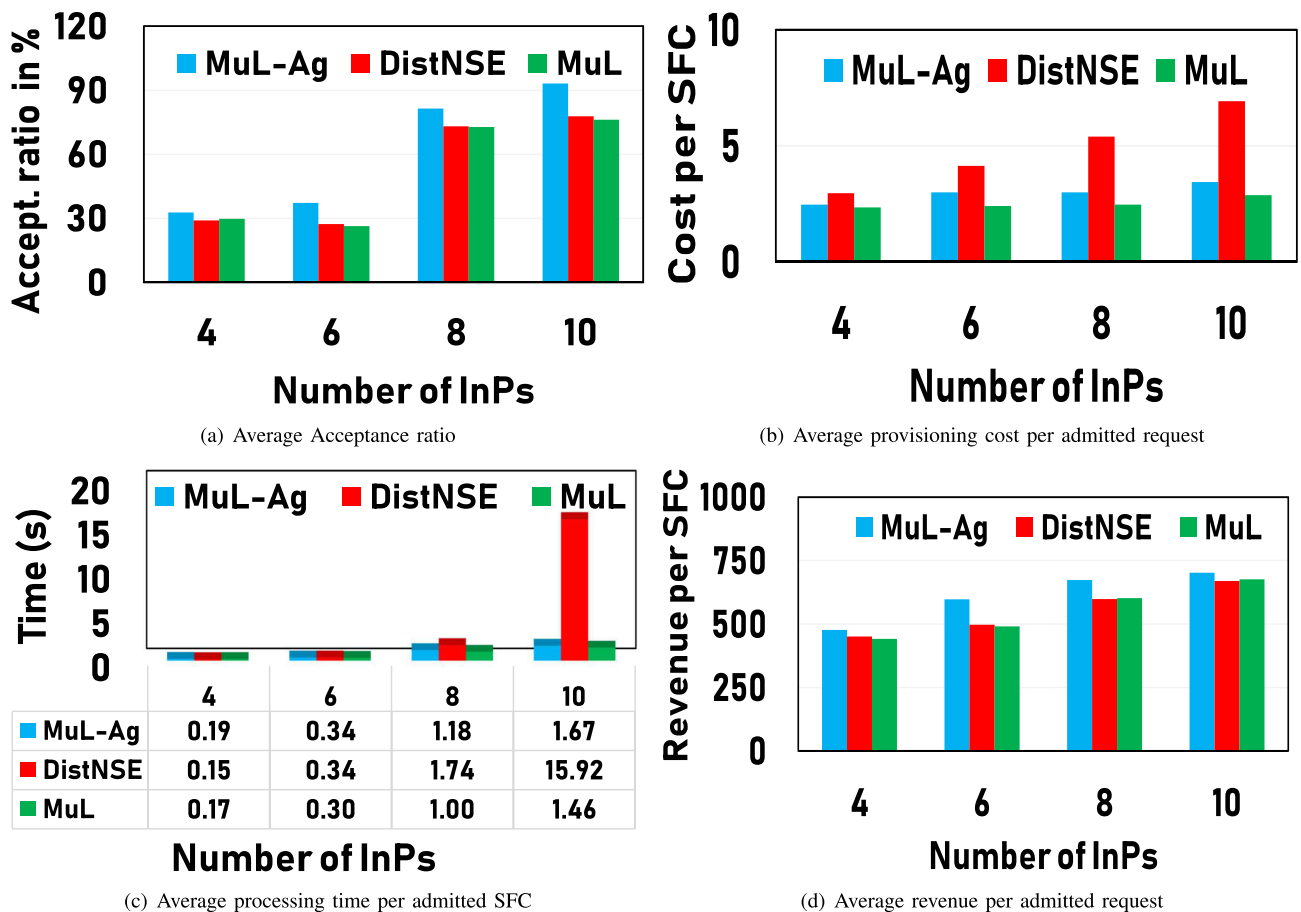 Accept. ratio in %
120
90
60
30
0
MuL-Ag DistNSE MuL
4 6 8 10
Number of InPs
(a) Average Acceptance ratio
Cost per SFC
10
5
0
MuL-Ag DistNSE MuL
4 6 8 10
Number of InPs
(b) Average provisioning cost per admitted request
Time (s)
20
15
10
5
0
MuL-Ag DistNSE MuL
4 6 8 10
MuL-Ag 0.19 0.34 1.18 1.67
DistNSE 0.15 0.34 1.74 15.92
MuL 0.17 0.30 1.00 1.46
Number of InPs
(c) Average processing time per admitted SFC
Revenue per SFC
1000
750
500
250
0
MuL-Ag DistNSE MuL
4 6 8 10
Number of InPs
(d) Average revenue per admitted request